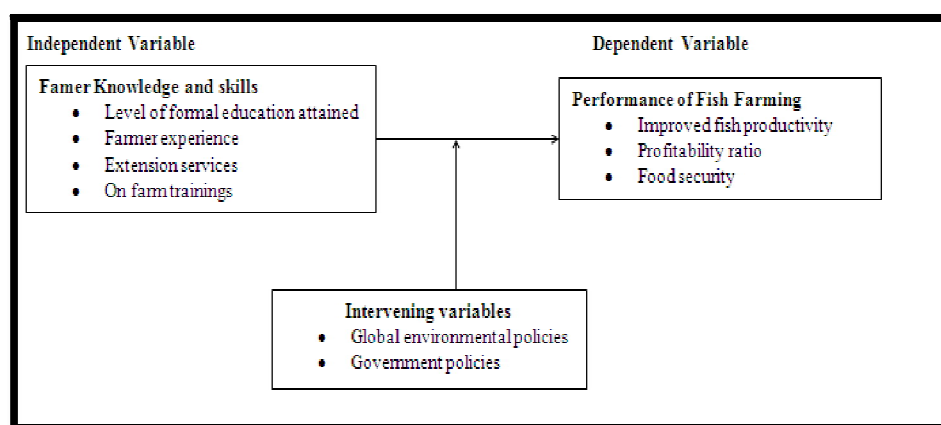 Independent Variable
Dependent Variable
Famer Knowledge and skills
• Level of formal education attained
• Farmer experience
• Extension services
• On farm trainings
Performance of Fish Farming
• Improved fish productivity
• Profitability ratio
• Food security
Intervening variables
• Global environmental policies
• Government policies